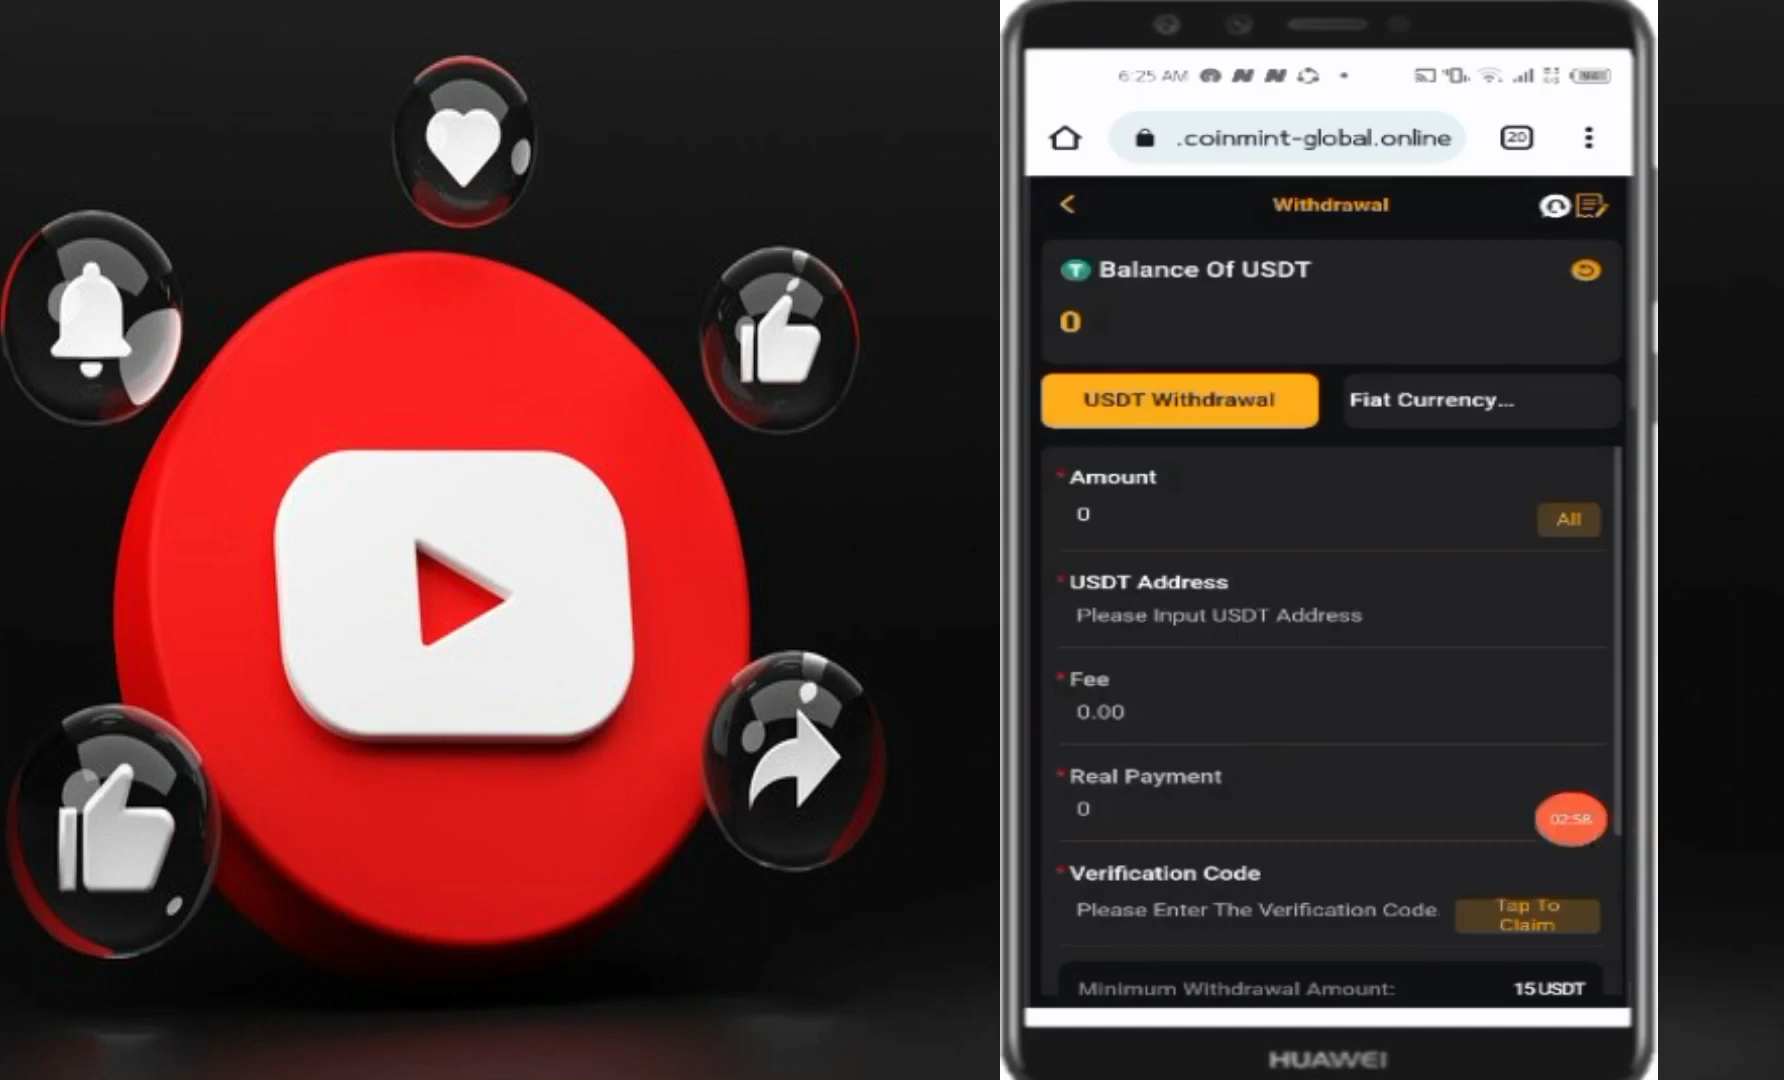 6:25 AM
.coinmint-global.online
20
Withdrawal
Balance Of USDT
0
USDT Withdrawal
Fiat Currency...
* Amount
0
All
* USDT Address
Please Input USDT Address
* Fee
0.00
* Real Payment
0
02:58
* Verification Code
Please Enter The Verification Code
Tap To
Claim
Minimum Withdrawal Amount:
15USDT
HUAWEI